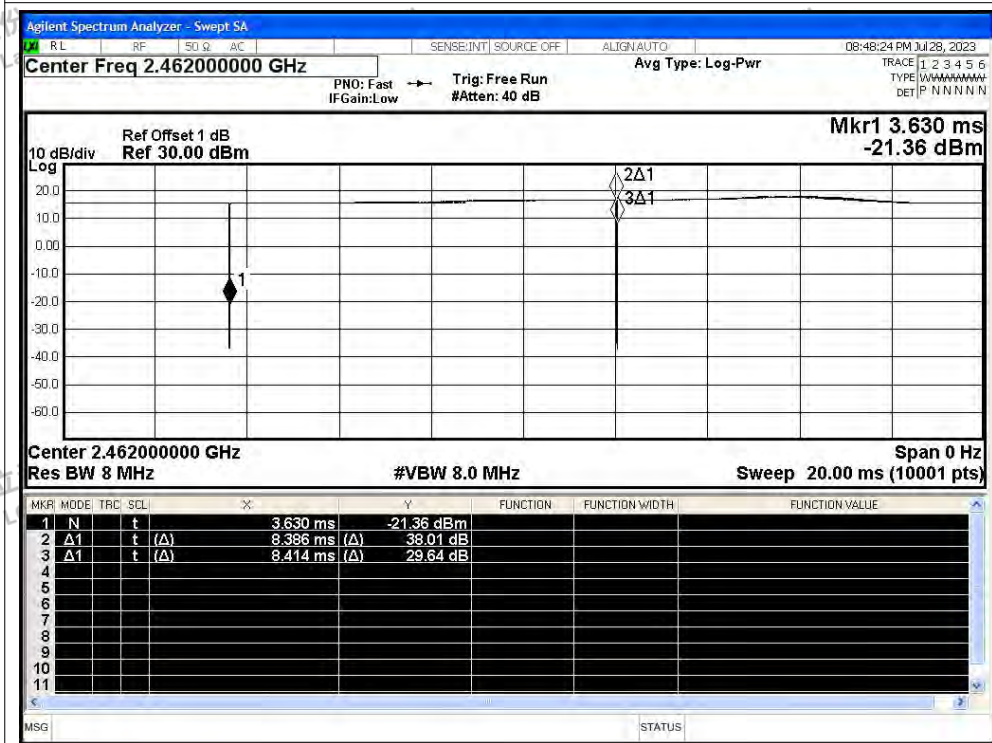 Agilent Spectrum Analyzer - Swept SA
RL RF 50 Ω AC SENSE:INT SOURCE OFF ALIGN AUTO 08:48:24 PM Jul 28, 2023
Center Freq 2.462000000 GHz Avg Type: Log-Pwr TRACE 1 2 3 4 5 6
PNO: Fast Trig: Free Run TYPE WWWWWW
IFGain:Low #Atten: 40 dB DET P N N N N N
Mkr1 3.630 ms
Ref Offset 1 dB
10 dB/div Ref 30.00 dBm -21.36 dBm
Log
2Δ1
20.0
3Δ1
10.0
0.00
-10.0
1
-20.0
-30.0
-40.0
-50.0
-60.0
Center 2.462000000 GHz Span 0 Hz
Res BW 8 MHz #VBW 8.0 MHz Sweep 20.00 ms (10001 pts)
MKR MODE TRC SCL X Y FUNCTION FUNCTION WIDTH FUNCTION VALUE
1 N t 3.630 ms -21.36 dBm
2 Δ1 t (Δ) 8.386 ms (Δ) 38.01 dB
3 Δ1 t (Δ) 8.414 ms (Δ) 29.64 dB
4
5
6
7
8
9
10
11
MSG STATUS